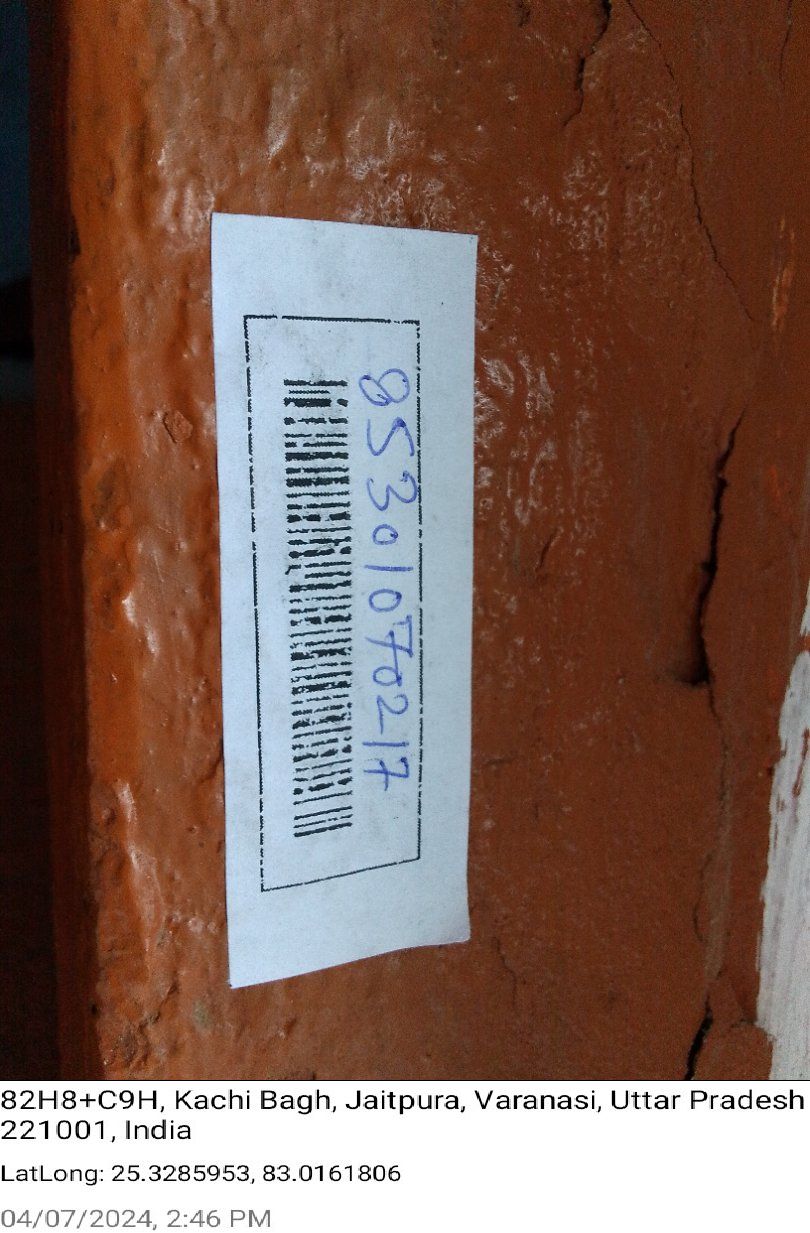 85301070217
82H8+C9H, Kachi Bagh, Jaitpura, Varanasi, Uttar Pradesh
221001, India
LatLong: 25.3285953, 83.0161806
04/07/2024, 2:46 PM